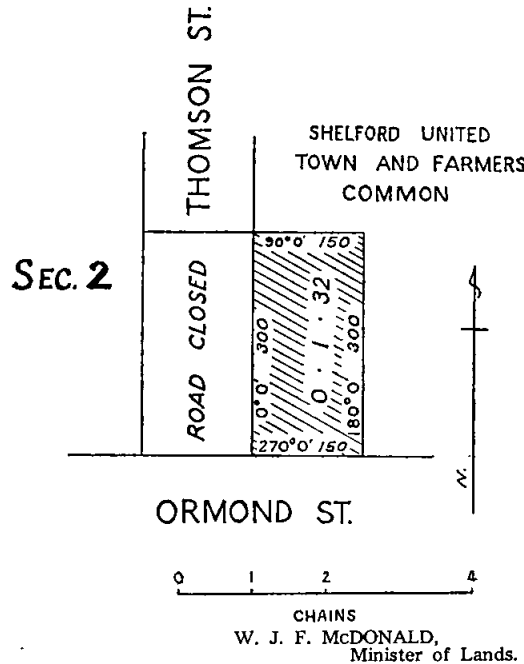 THOMSON ST.
SHELFORD UNITED
TOWN AND FARMERS
COMMON
SEC. 2
ROAD CLOSED
90°0' 150
0°0' 300
0 · 1 · 32
180°0' 300
270°0' 150
N.
ORMOND ST.
0 1 2 4
CHAINS
W. J. F. McDONALD,
Minister of Lands.